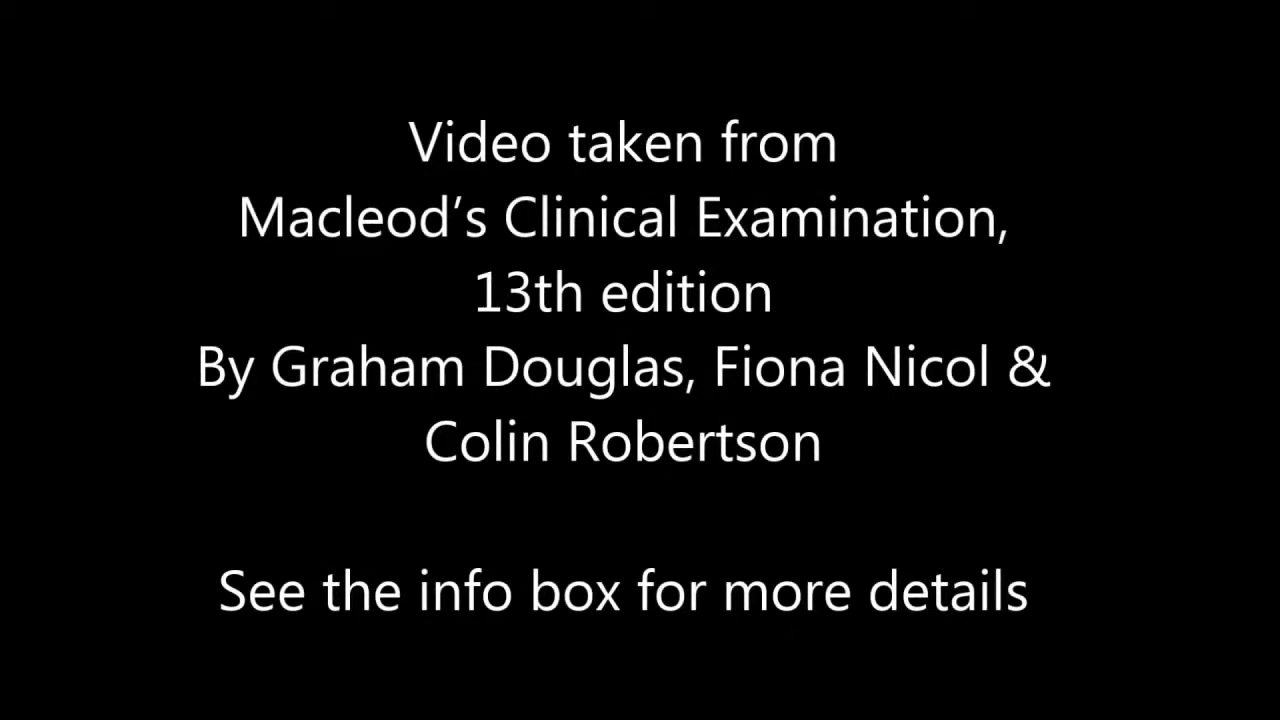 Video taken from
Macleod’s Clinical Examination,
13th edition
By Graham Douglas, Fiona Nicol &
Colin Robertson
See the info box for more details